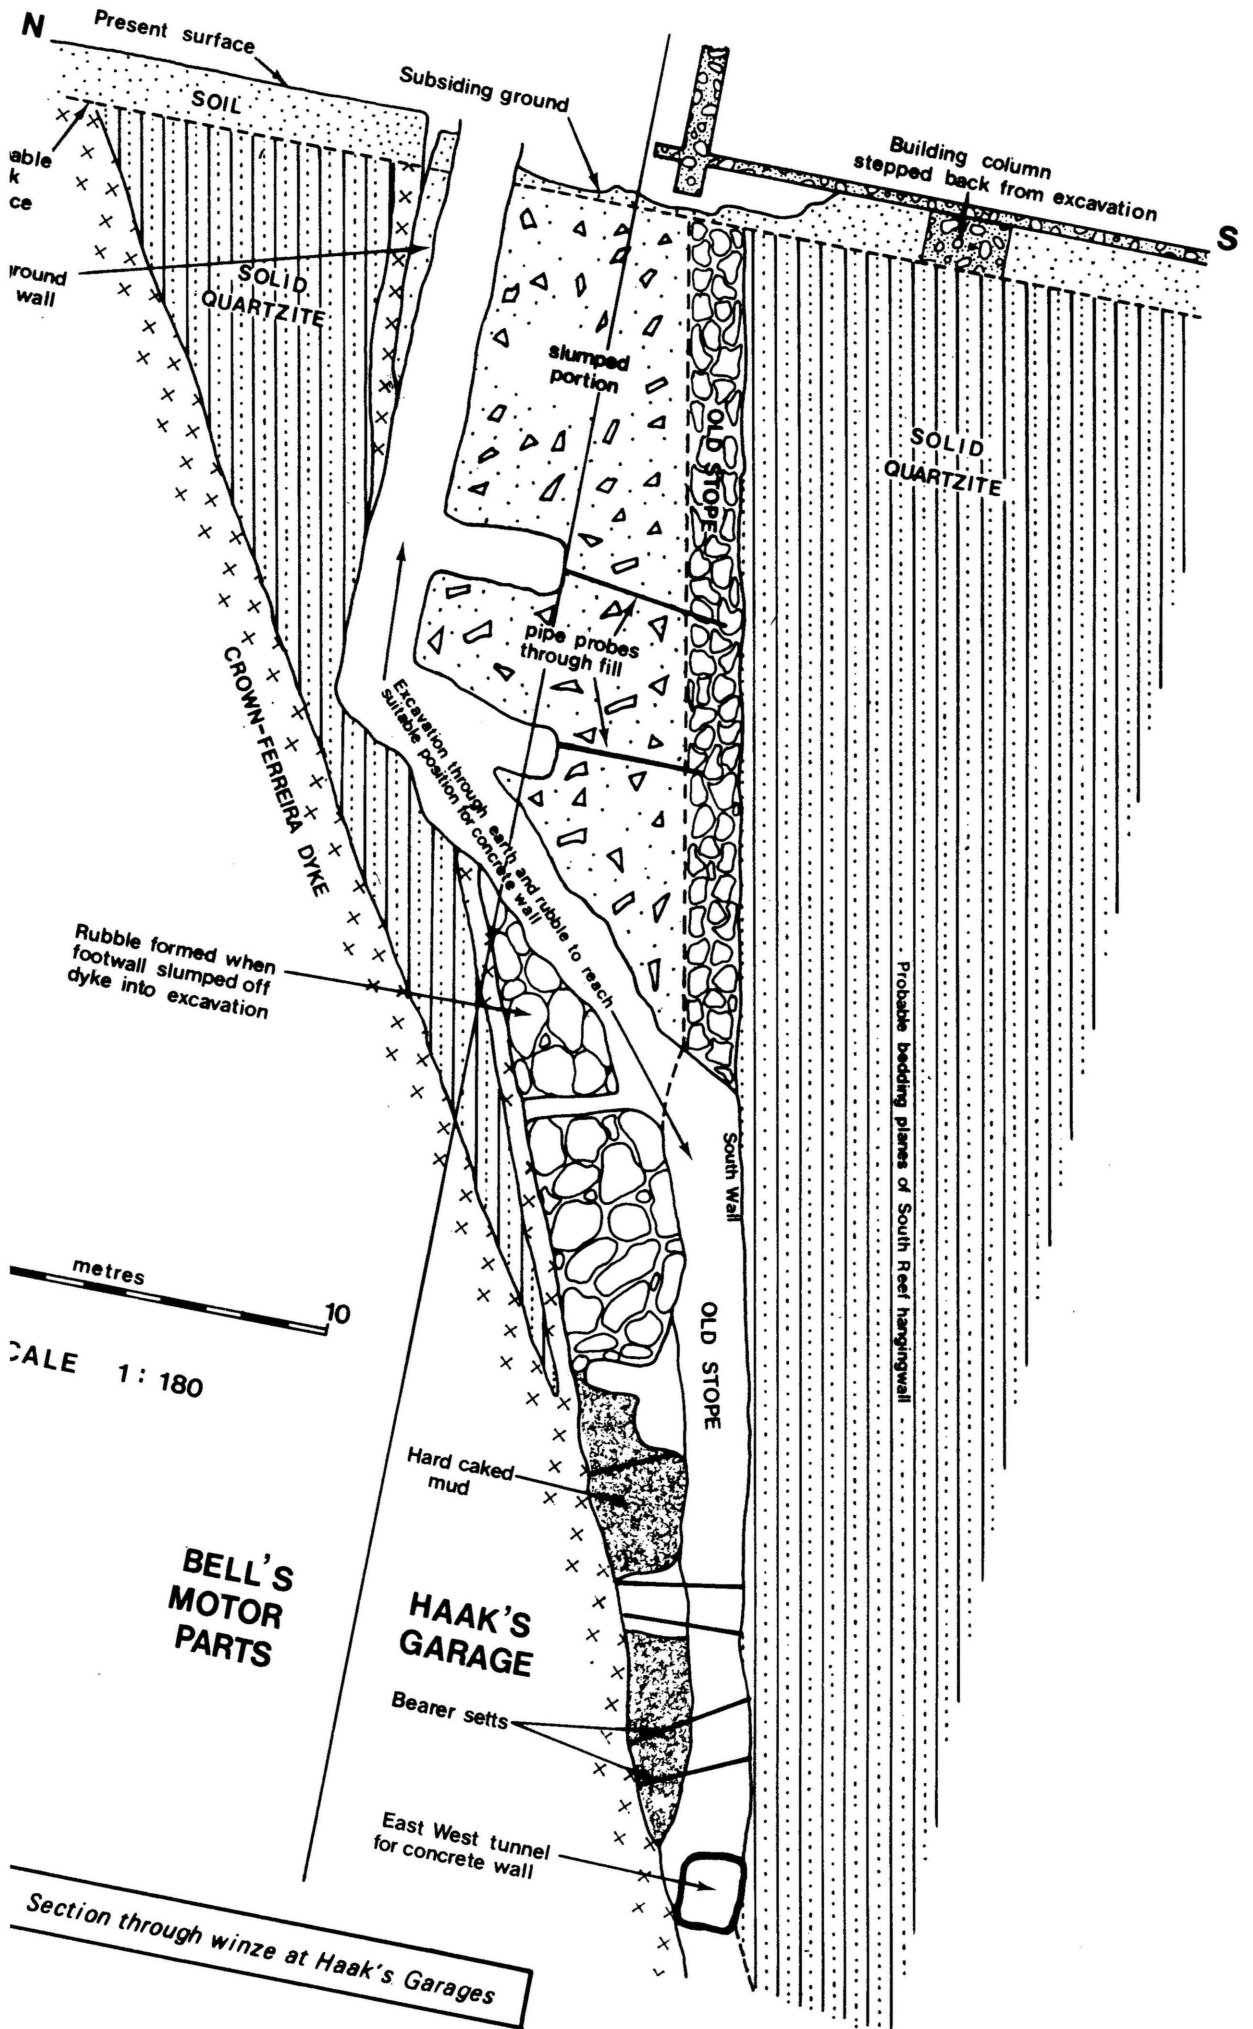 N
Present surface
SOIL
Subsiding ground
Building column
stepped back from excavation
S
wall
SOLID
QUARTZITE
slumped
portion
OLD STOPE
SOLID
QUARTZITE
pipe probes
through fill
CROWN-FERREIRA DYKE
Excavation through earth and rubble to reach
suitable position for concrete wall
Rubble formed when
footwall slumped off
dyke into excavation
Probable bedding planes of South Reef hangingwall
South Wall
metres
10
OLD STOPE
1 : 180
Hard caked
mud
BELL'S
MOTOR
PARTS
HAAK'S
GARAGE
Bearer setts
East West tunnel
for concrete wall
Section through winze at Haak's Garages